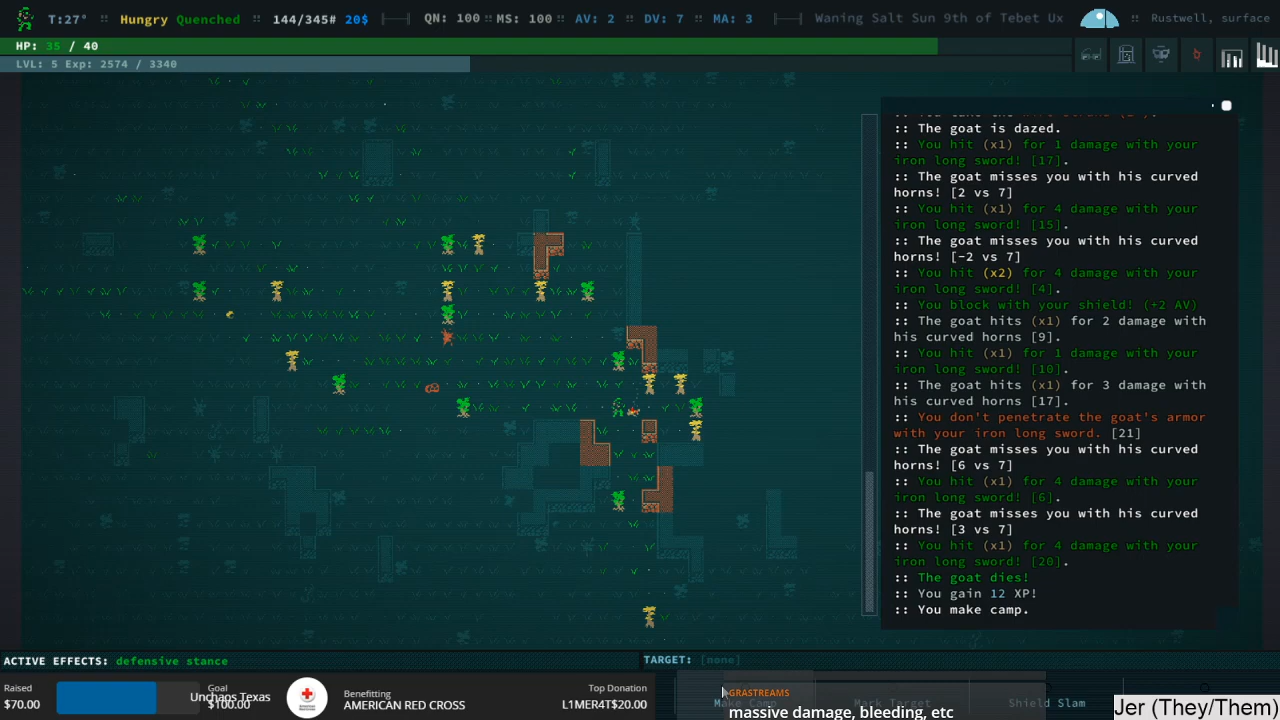 T:27° :: Hungry Quenched :: 144/345# 20$ QN: 100 :: MS: 100 :: AV: 2 :: DV: 7 :: MA: 3 Waning Salt Sun 9th of Tebet Ux :: Rustwell, surface
HP: 35 / 40
LVL: 5 Exp: 2574 / 3340
:: The goat is dazed.
:: You hit (x1) for 1 damage with your
iron long sword! [17].
:: The goat misses you with his curved
horns! [2 vs 7]
:: You hit (x1) for 4 damage with your
iron long sword! [15].
:: The goat misses you with his curved
horns! [-2 vs 7]
:: You hit (x2) for 4 damage with your
iron long sword! [4].
:: You block with your shield! (+2 AV)
:: The goat hits (x1) for 2 damage with
his curved horns [9].
:: You hit (x1) for 1 damage with your
iron long sword! [10].
:: The goat hits (x1) for 3 damage with
his curved horns [17].
:: You don't penetrate the goat's armor
with your iron long sword. [21]
:: The goat misses you with his curved
horns! [6 vs 7]
:: You hit (x1) for 4 damage with your
iron long sword! [6].
:: The goat misses you with his curved
horns! [3 vs 7]
:: You hit (x1) for 4 damage with your
iron long sword! [20].
:: The goat dies!
:: You gain 12 XP!
:: You make camp.
ACTIVE EFFECTS: defensive stance
TARGET: [none]
Raised
$70.00
Goal
Unchaos Texas
Benefitting
AMERICAN RED CROSS
Top Donation
L1MERAT$20.00
GRASTREAMS
Make Camp
Mark Target
Shield Slam
massive damage, bleeding, etc
Jer (They/Them)